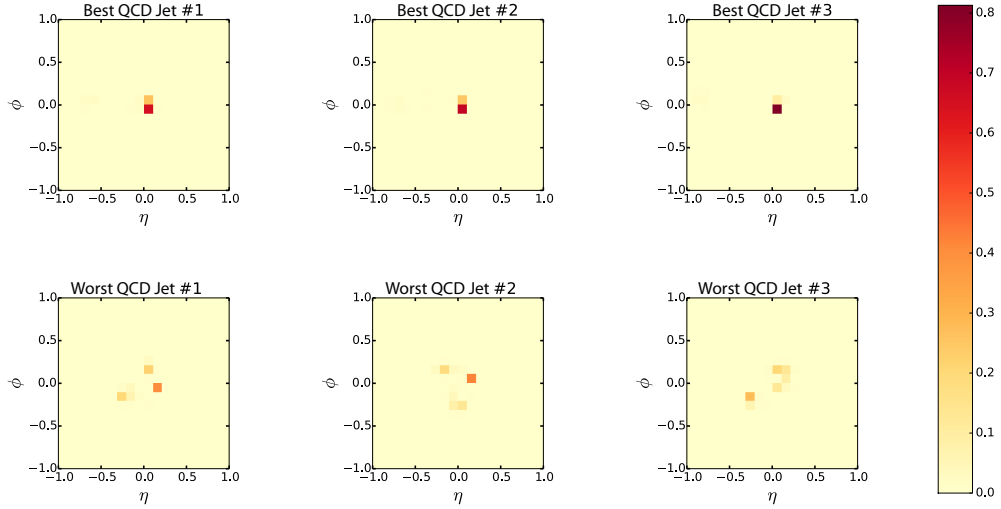 Best QCD Jet #1
1.0
0.5
0.0
−0.5
−1.0
ϕ
−1.0 −0.5 0.0 0.5 1.0
η
Best QCD Jet #2
1.0
0.5
0.0
−0.5
−1.0
ϕ
−1.0 −0.5 0.0 0.5 1.0
η
Best QCD Jet #3
1.0
0.5
0.0
−0.5
−1.0
ϕ
−1.0 −0.5 0.0 0.5 1.0
η
Worst QCD Jet #1
1.0
0.5
0.0
−0.5
−1.0
ϕ
−1.0 −0.5 0.0 0.5 1.0
η
Worst QCD Jet #2
1.0
0.5
0.0
−0.5
−1.0
ϕ
−1.0 −0.5 0.0 0.5 1.0
η
Worst QCD Jet #3
1.0
0.5
0.0
−0.5
−1.0
ϕ
−1.0 −0.5 0.0 0.5 1.0
η
0.8
0.7
0.6
0.5
0.4
0.3
0.2
0.1
0.0